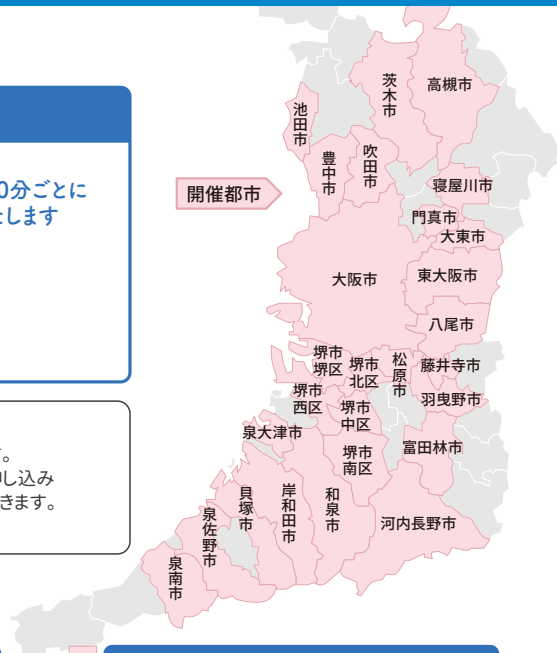 0分ごとに
します
。
し込み
きます。
開催都市
茨木市
高槻市
池田市
豊中市
吹田市
寝屋川市
門真市
大東市
大阪市
東大阪市
八尾市
堺市
堺区
堺市
北区
松原市
藤井寺市
羽曳野市
堺市
西区
堺市
中区
泉大津市
堺市
南区
富田林市
貝塚市
岸和田市
和泉市
河内長野市
泉佐野市
泉南市